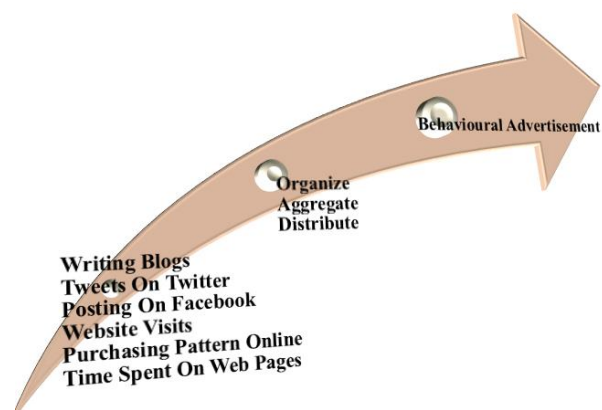 Behavioural Advertisement
Organize
Aggregate
Distribute
Writing Blogs
Tweets On Twitter
Posting On Facebook
Website Visits
Purchasing Pattern Online
Time Spent On Web Pages